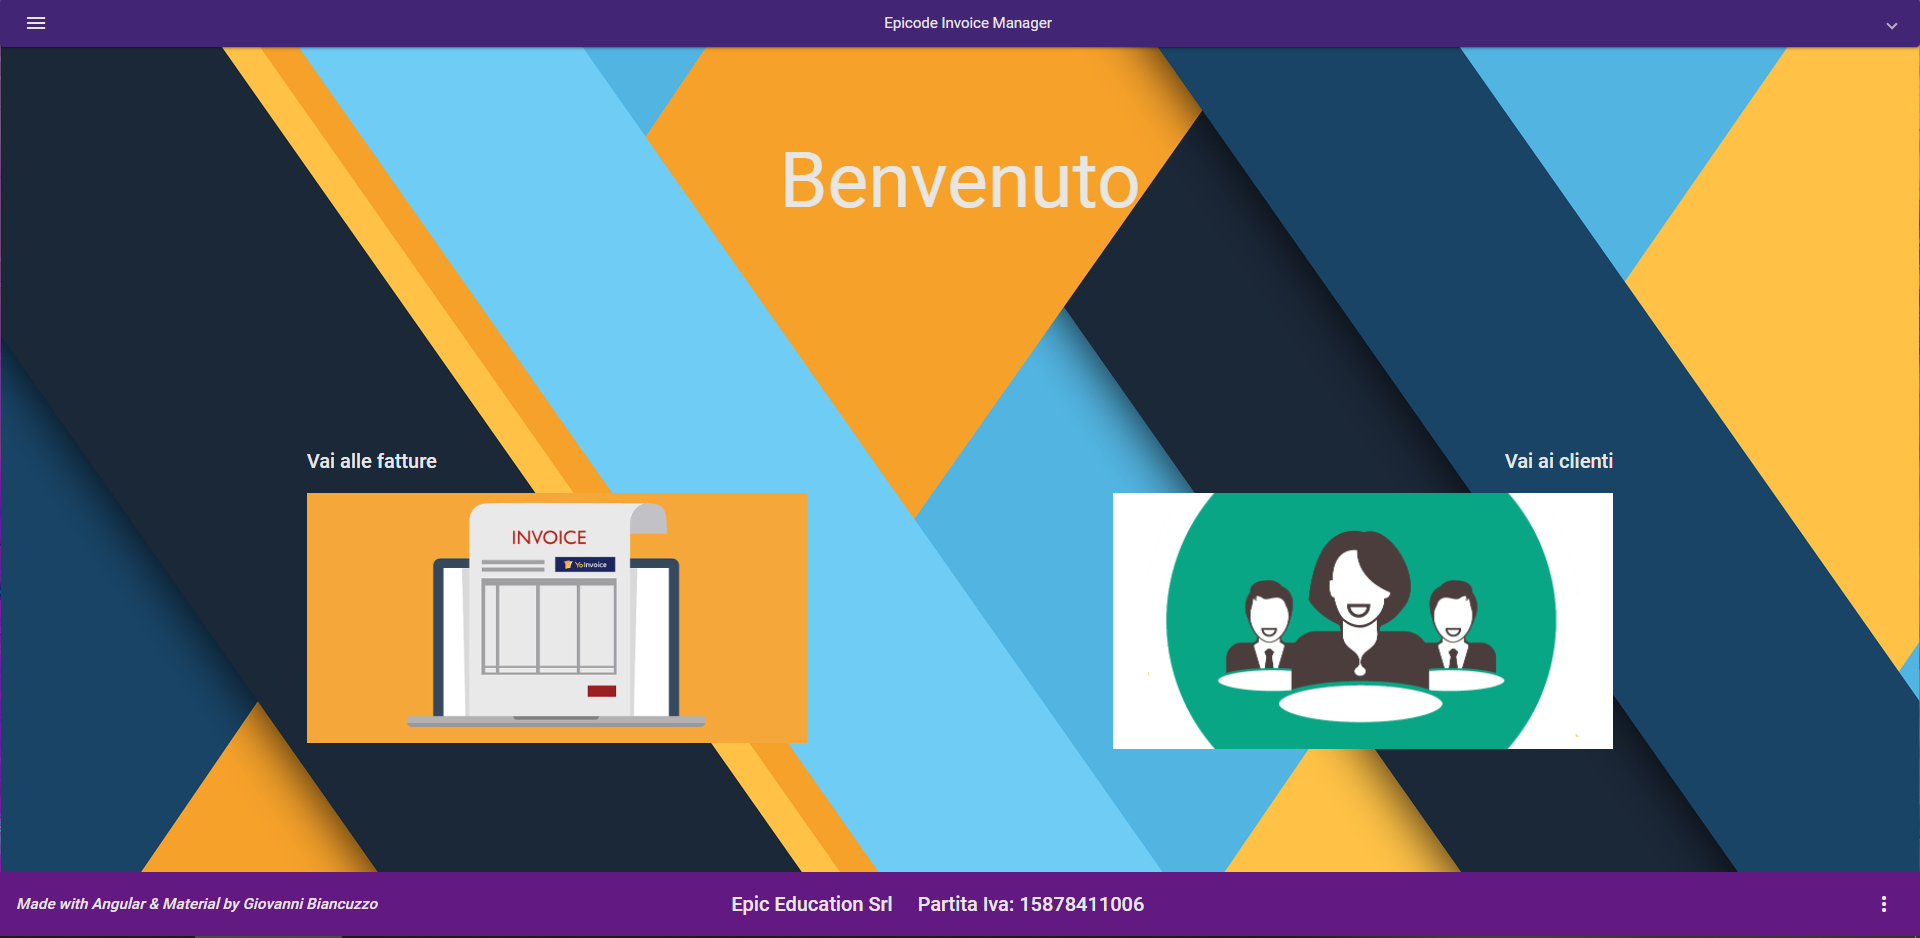 Epicode Invoice Manager
Benvenuto
Vai alle fatture
Vai ai clienti
INVOICE
YoInvoice
Made with Angular & Material by Giovanni Biancuzzo
Epic Education Srl Partita Iva: 15878411006